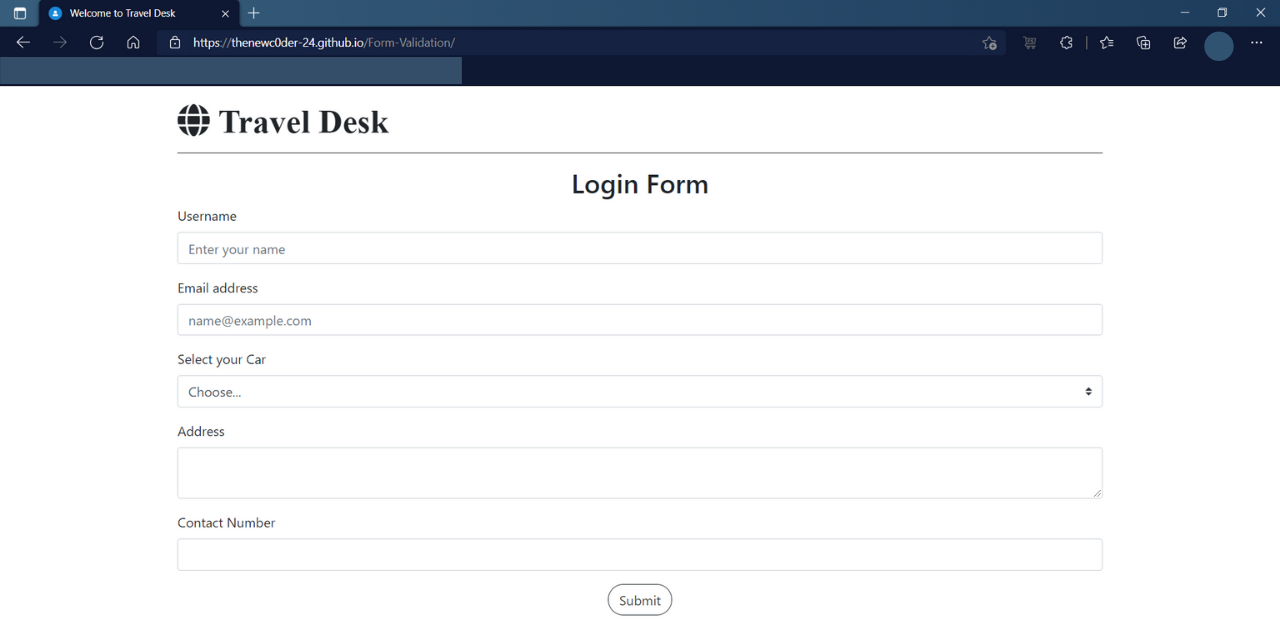 Welcome to Travel Desk
https://thenewc0der-24.github.io/Form-Validation/
Travel Desk
Login Form
Username
Enter your name
Email address
name@example.com
Select your Car
Choose...
Address
Contact Number
Submit